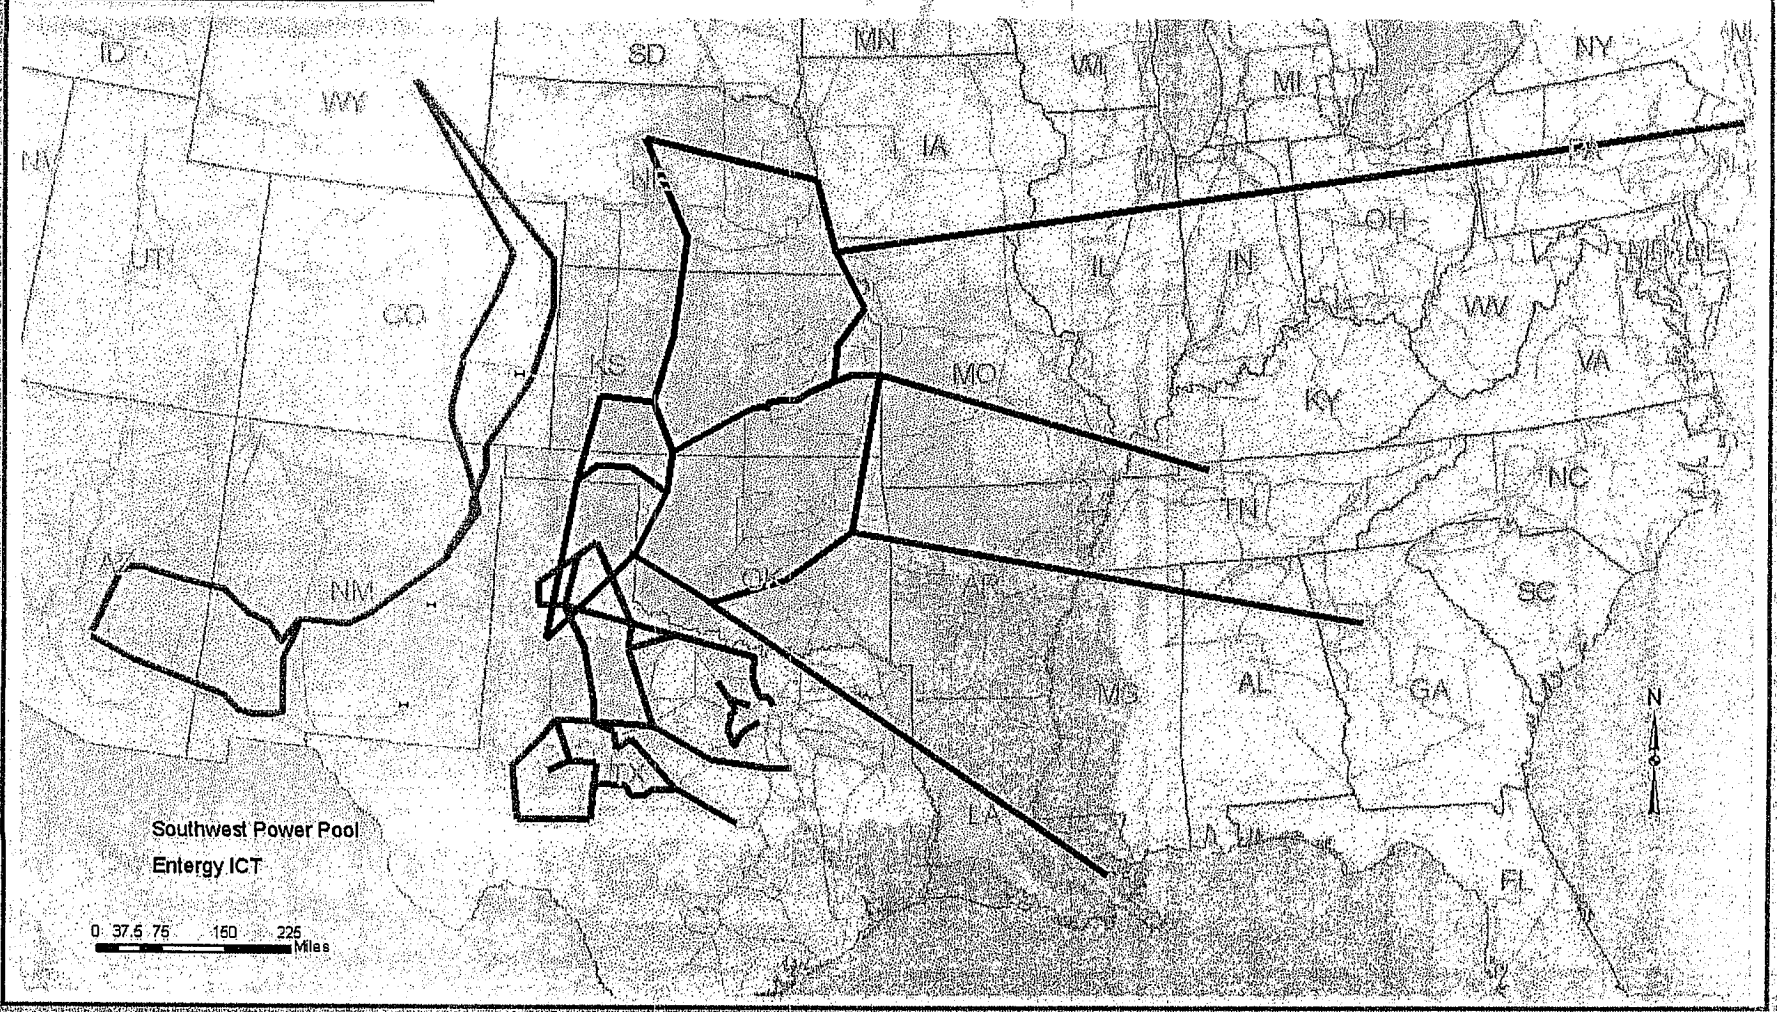 ID
SD
MN
NY
WI
MI
WY
IA
NV
PA
NE
OH
UT
IL
IN
MD
DE
CO
WV
KS
MO
VA
KY
NC
TN
AZ
NM
OK
AR
SC
MS
AL
GA
N
TX
LA
Southwest Power Pool
Entergy ICT
FL
0 37.5 75 150 225
Miles